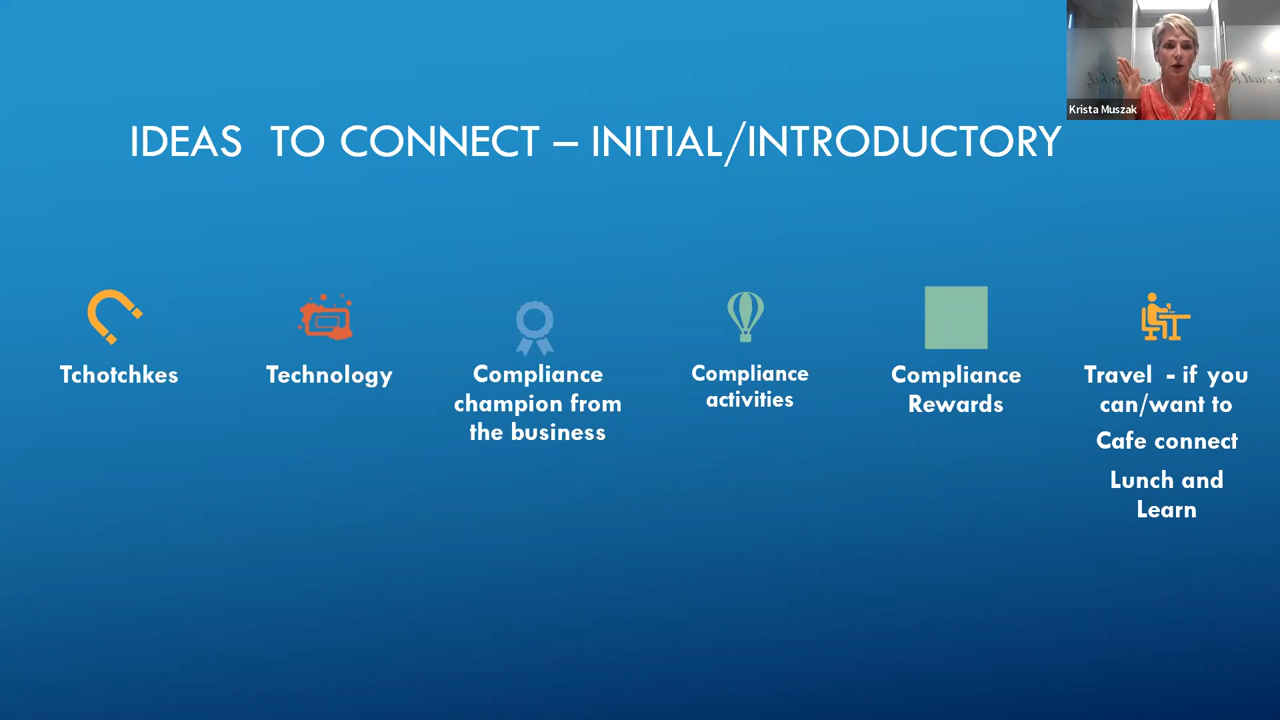 IDEAS TO CONNECT – INITIAL/INTRODUCTORY
Krista Muszak
Tchotchkes
Technology
Compliance
champion from
the business
Compliance
activities
Compliance
Rewards
Travel - if you
can/want to
Cafe connect
Lunch and
Learn